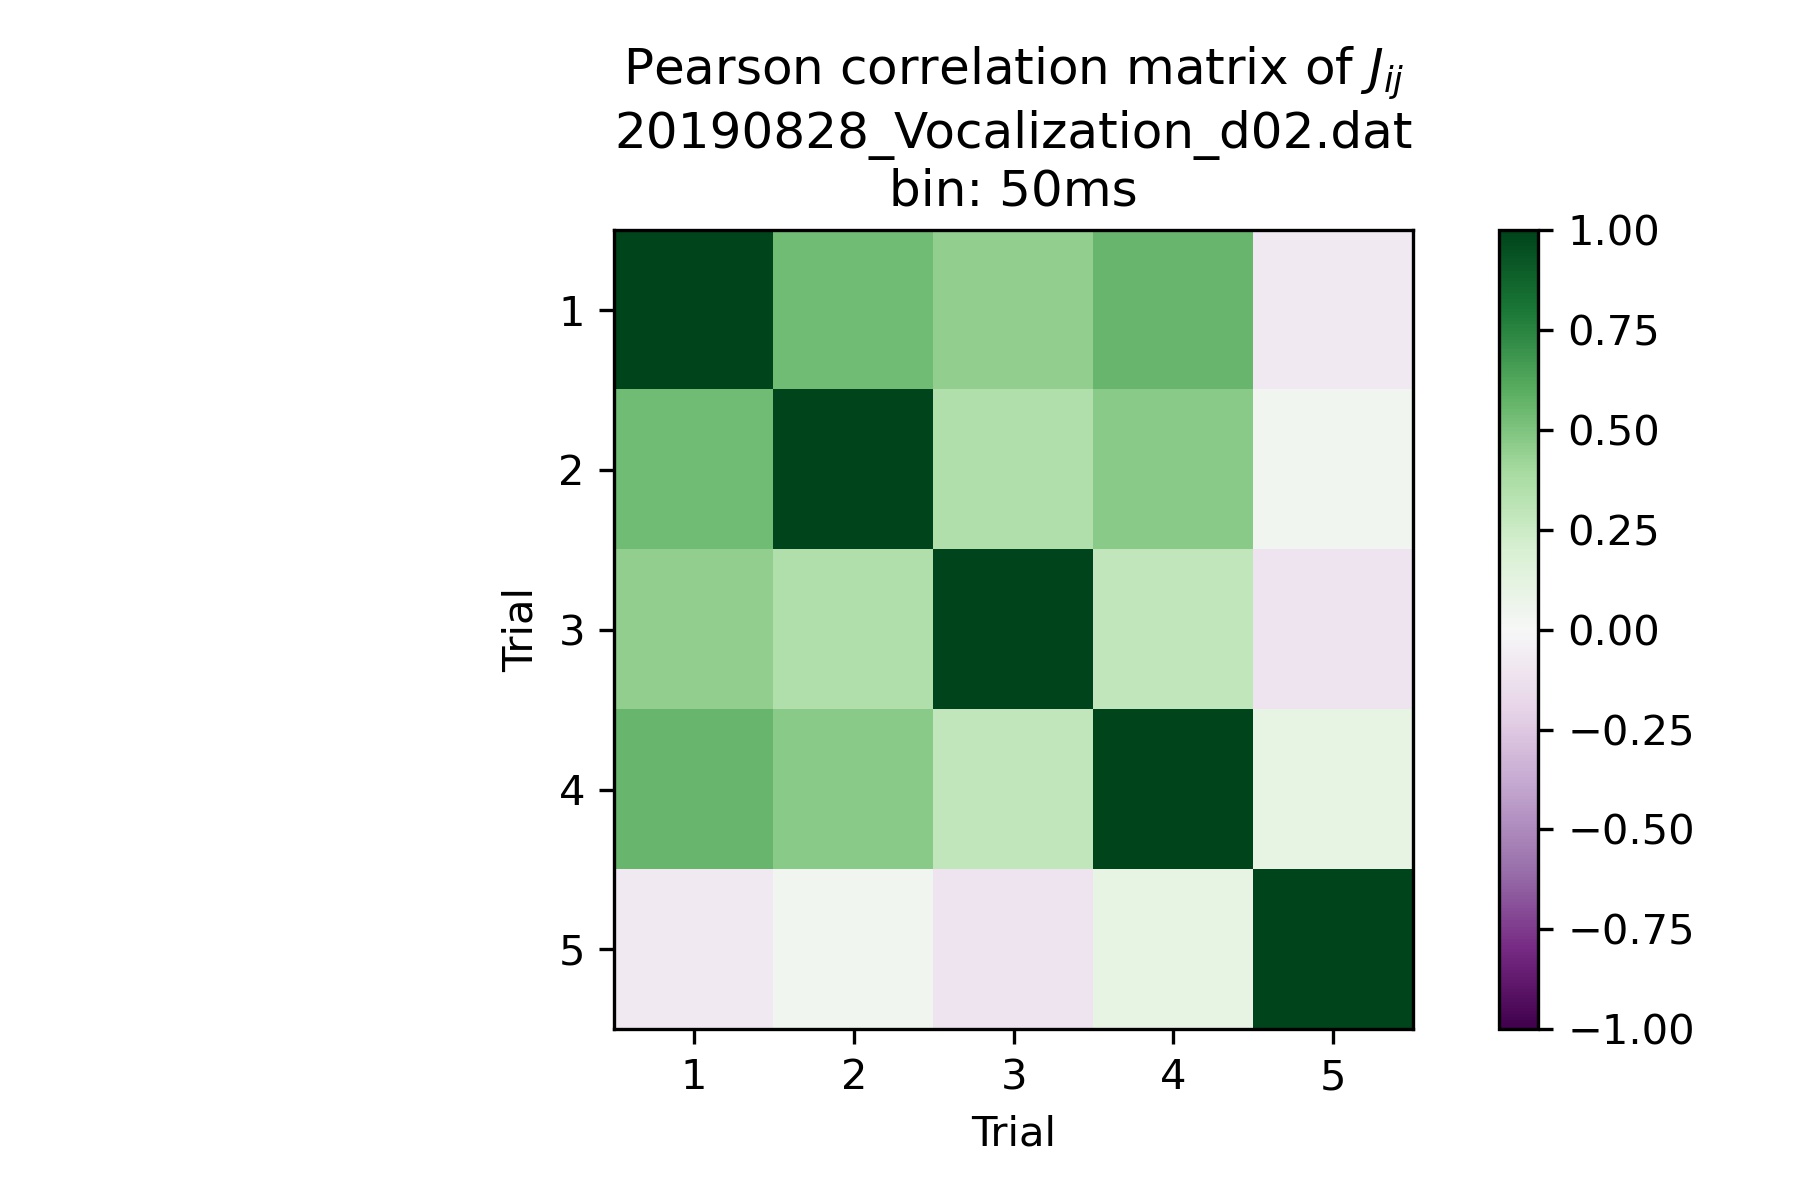 Pearson correlation matrix of J_{ij}
20190828_Vocalization_d02.dat
bin: 50ms
1
2
3
4
5
Trial
1 2 3 4 5
Trial
1.00
0.75
0.50
0.25
0.00
−0.25
−0.50
−0.75
−1.00